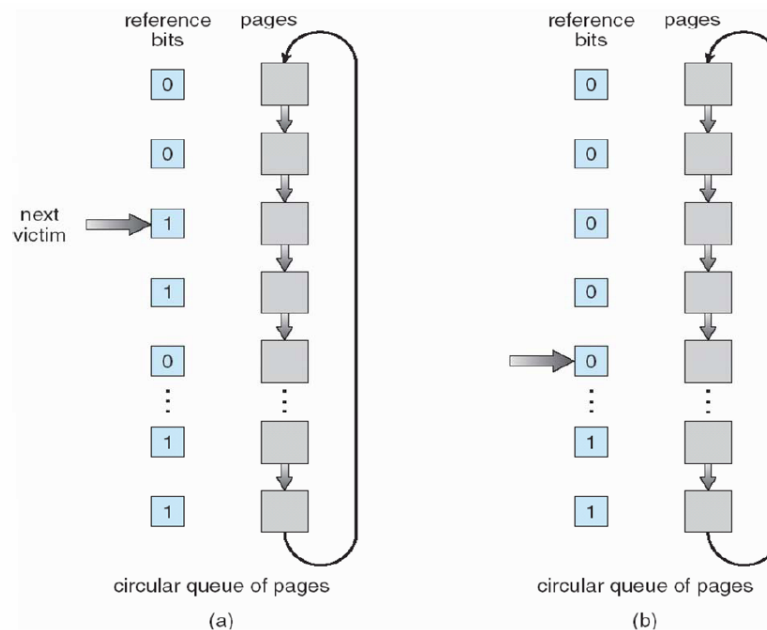 reference bits
pages
0
0
next victim
1
1
0
1
1
circular queue of pages
(a)
reference bits
pages
0
0
0
0
0
1
1
circular queue of pages
(b)